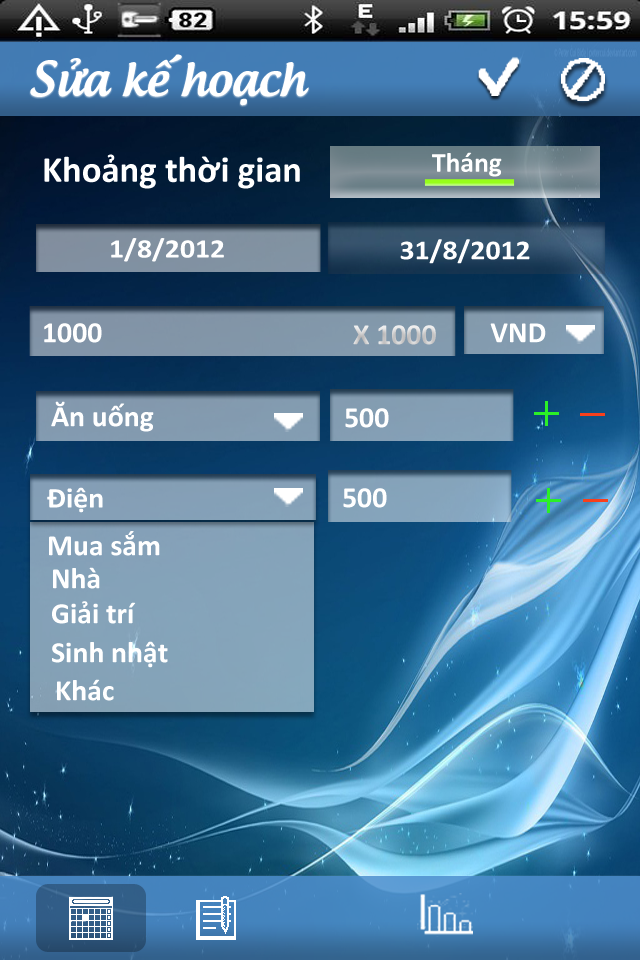 82 E 15:59
Sửa kế hoạch
Khoảng thời gian Tháng
1/8/2012 31/8/2012
1000 X 1000 VND
Ăn uống 500 + −
Điện 500 + −
Mua sắm
Nhà
Giải trí
Sinh nhật
Khác